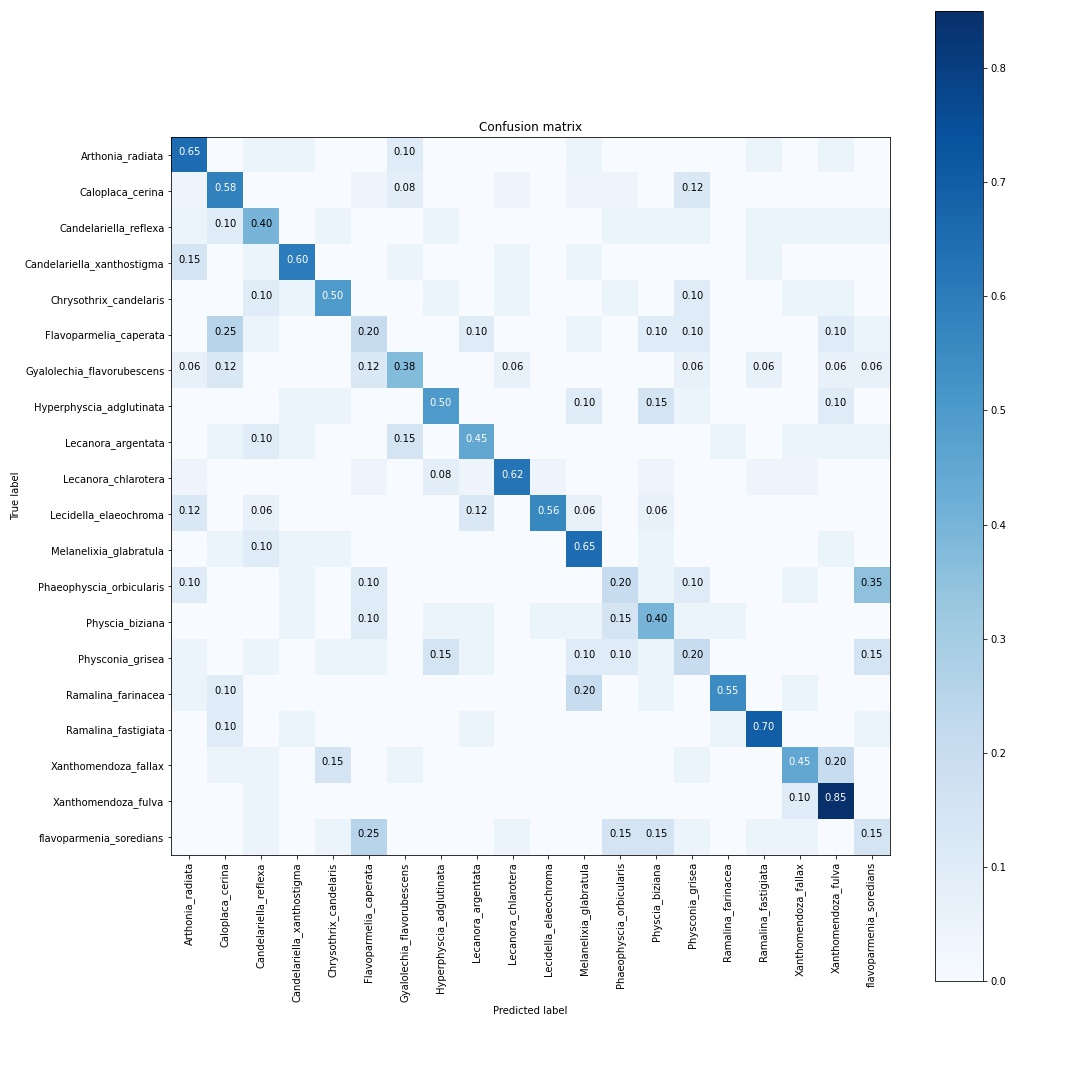 Confusion matrix
Arthonia_radiata 0.65 0.10
Caloplaca_cerina 0.58 0.08 0.12
Candelariella_reflexa 0.10 0.40
Candelariella_xanthostigma 0.15 0.60
Chrysothrix_candelaris 0.10 0.50 0.10
Flavoparmelia_caperata 0.25 0.20 0.10 0.10 0.10 0.10
Gyalolechia_flavorubescens 0.06 0.12 0.12 0.38 0.06 0.06 0.06 0.06 0.06
Hyperphyscia_adglutinata 0.50 0.10 0.15 0.10
Lecanora_argentata 0.10 0.15 0.45
Lecanora_chlarotera 0.08 0.62
Lecidella_elaeochroma 0.12 0.06 0.12 0.56 0.06 0.06
Melanelixia_glabratula 0.10 0.65
Phaeophyscia_orbicularis 0.10 0.10 0.20 0.10 0.35
Physcia_biziana 0.10 0.15 0.40
Physconia_grisea 0.15 0.10 0.10 0.20 0.15
Ramalina_farinacea 0.10 0.20 0.55
Ramalina_fastigiata 0.10 0.70
Xanthomendoza_fallax 0.15 0.45 0.20
Xanthomendoza_fulva 0.10 0.85
flavoparmenia_soredians 0.25 0.15 0.15 0.15
True label
Arthonia_radiata
Caloplaca_cerina
Candelariella_reflexa
Candelariella_xanthostigma
Chrysothrix_candelaris
Flavoparmelia_caperata
Gyalolechia_flavorubescens
Hyperphyscia_adglutinata
Lecanora_argentata
Lecanora_chlarotera
Lecidella_elaeochroma
Melanelixia_glabratula
Phaeophyscia_orbicularis
Physcia_biziana
Physconia_grisea
Ramalina_farinacea
Ramalina_fastigiata
Xanthomendoza_fallax
Xanthomendoza_fulva
flavoparmenia_soredians
Predicted label
0.8
0.7
0.6
0.5
0.4
0.3
0.2
0.1
0.0